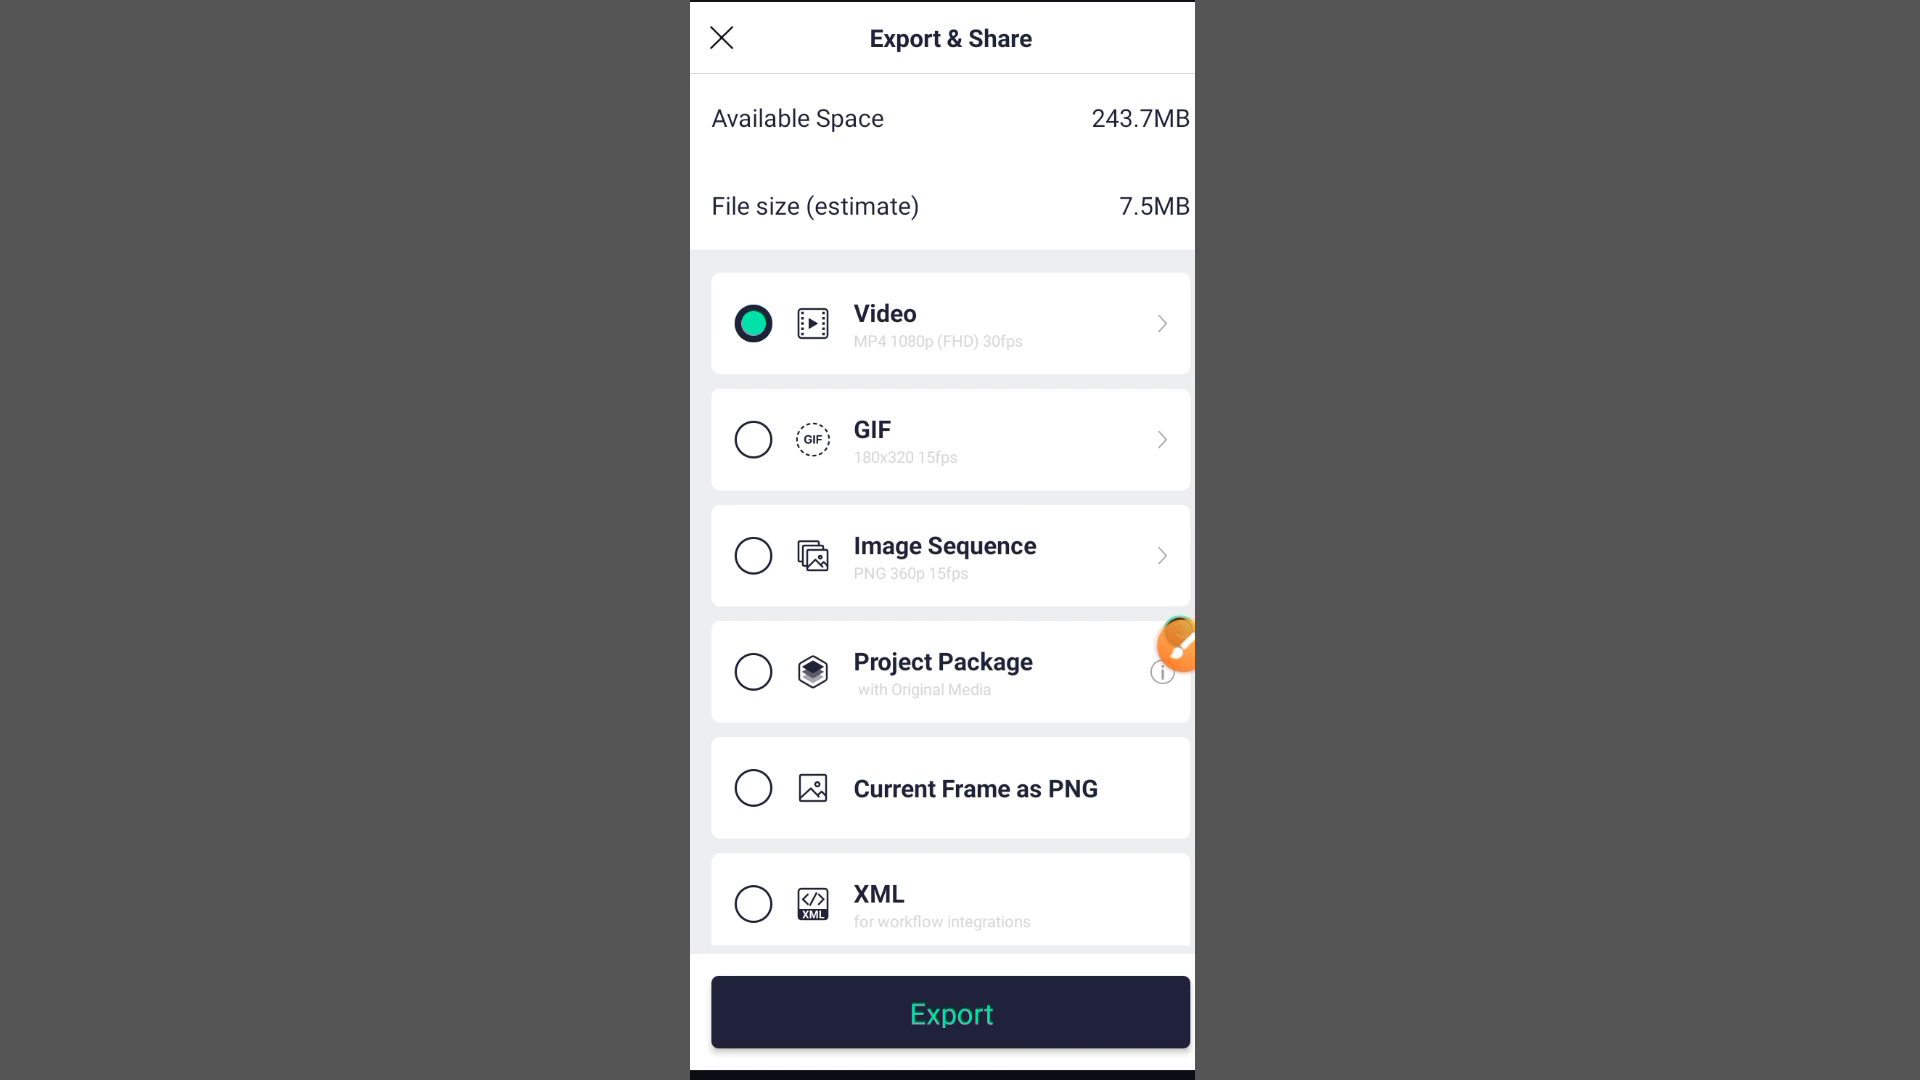 Export & Share
Available Space 243.7MB
File size (estimate) 7.5MB
Video
MP4 1080p (FHD) 30fps
GIF
GIF
180x320 15fps
Image Sequence
PNG 360p 15fps
Project Package
with Original Media
Current Frame as PNG
XML
XML
for workflow integrations
Export